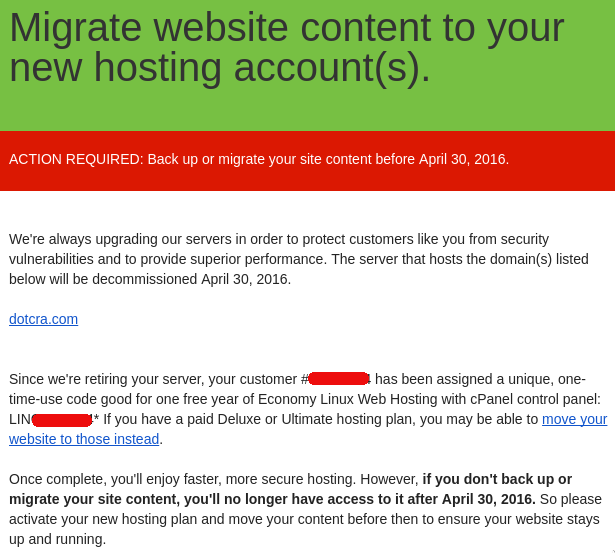 Migrate website content to your
new hosting account(s).
ACTION REQUIRED: Back up or migrate your site content before April 30, 2016.
We're always upgrading our servers in order to protect customers like you from security
vulnerabilities and to provide superior performance. The server that hosts the domain(s) listed
below will be decommissioned April 30, 2016.
dotcra.com
Since we're retiring your server, your customer # has been assigned a unique, one-
time-use code good for one free year of Economy Linux Web Hosting with cPanel control panel:
LIN * If you have a paid Deluxe or Ultimate hosting plan, you may be able to move your
website to those instead.
Once complete, you'll enjoy faster, more secure hosting. However, if you don't back up or
migrate your site content, you'll no longer have access to it after April 30, 2016. So please
activate your new hosting plan and move your content before then to ensure your website stays
up and running.